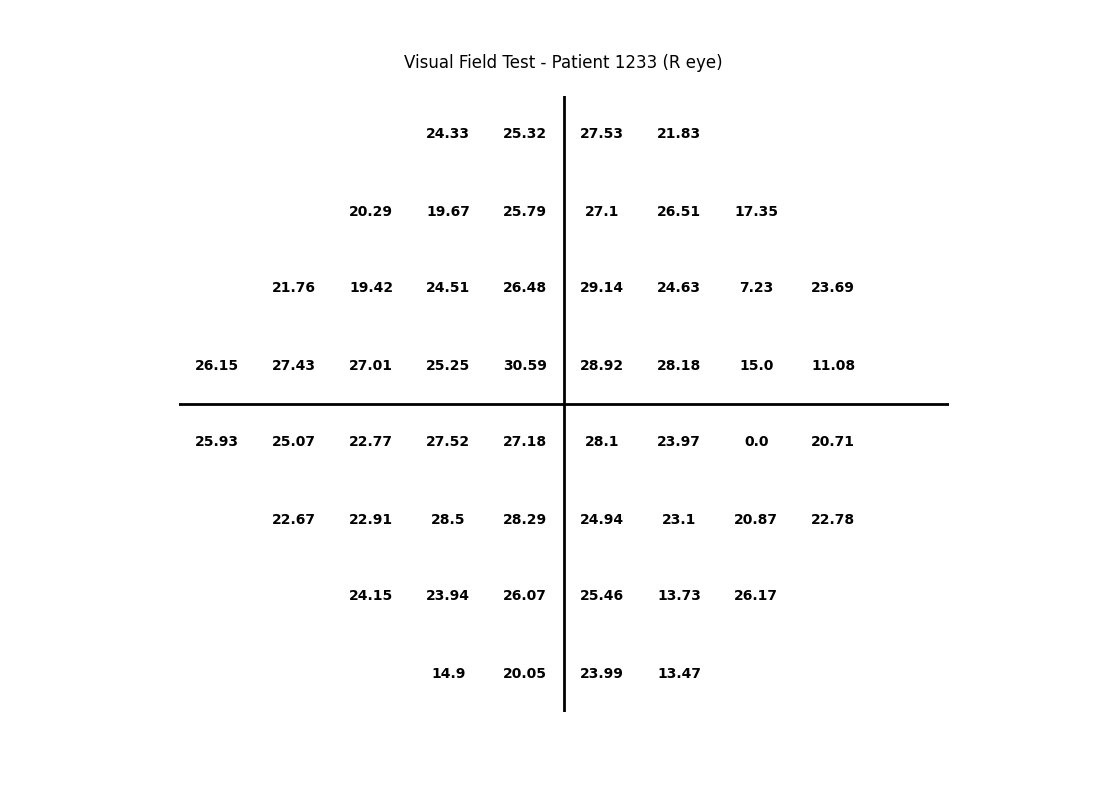 Visual Field Test - Patient 1233 (R eye)
24.33 25.32 27.53 21.83
20.29 19.67 25.79 27.1 26.51 17.35
21.76 19.42 24.51 26.48 29.14 24.63 7.23 23.69
26.15 27.43 27.01 25.25 30.59 28.92 28.18 15.0 11.08
25.93 25.07 22.77 27.52 27.18 28.1 23.97 0.0 20.71
22.67 22.91 28.5 28.29 24.94 23.1 20.87 22.78
24.15 23.94 26.07 25.46 13.73 26.17
14.9 20.05 23.99 13.47